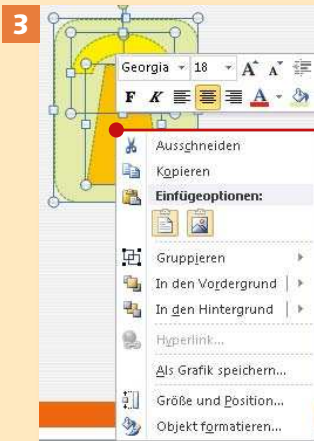 3
Georgia 18 A A
F K A
Ausschneiden
Kopieren
Einfügeoptionen:
Gruppieren
In den Vordergrund
In den Hintergrund
Hyperlink...
Als Grafik speichern...
Größe und Position...
Objekt formatieren...